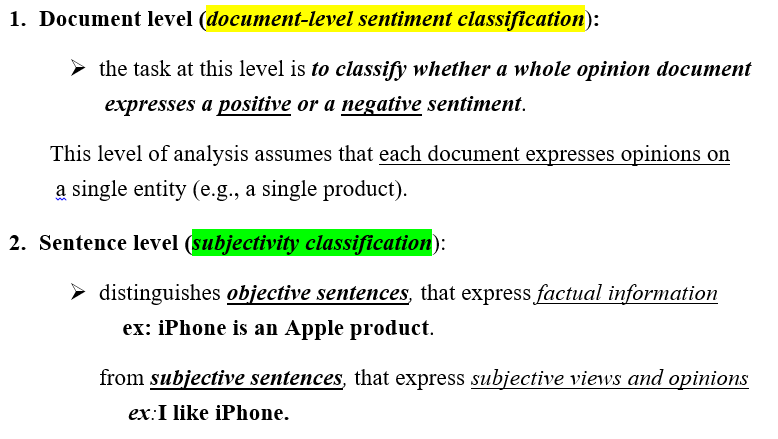 1. Document level (document-level sentiment classification):
➢ the task at this level is to classify whether a whole opinion document
expresses a positive or a negative sentiment.
This level of analysis assumes that each document expresses opinions on
a single entity (e.g., a single product).
2. Sentence level (subjectivity classification):
➢ distinguishes objective sentences, that express factual information
ex: iPhone is an Apple product.
from subjective sentences, that express subjective views and opinions
ex:I like iPhone.